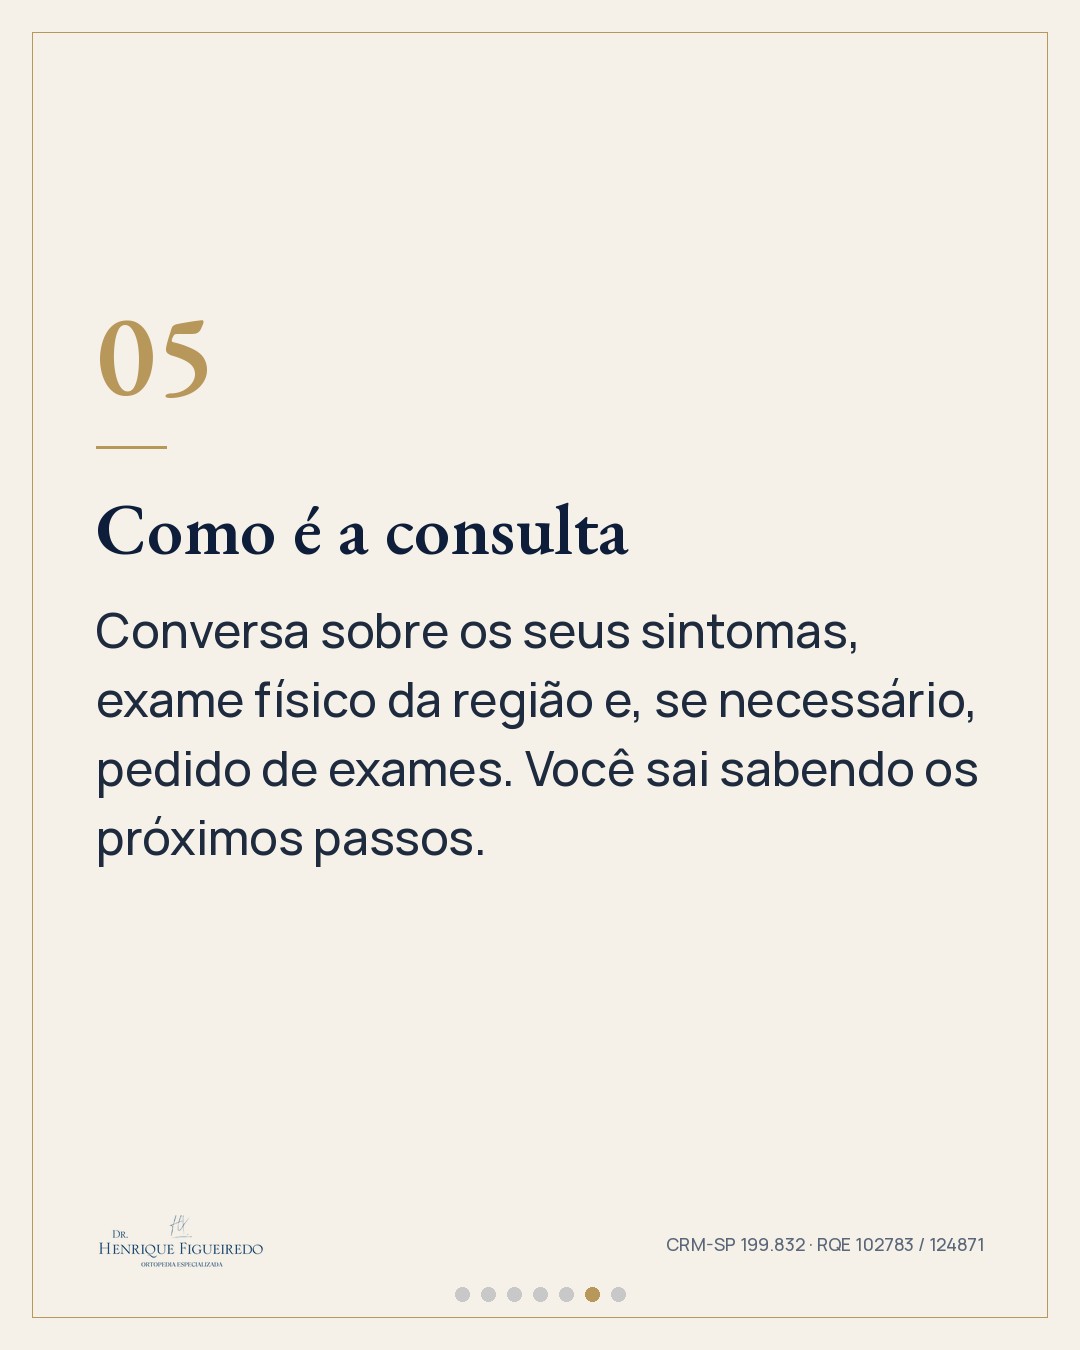 05
Como é a consulta
Conversa sobre os seus sintomas,
exame físico da região e, se necessário,
pedido de exames. Você sai sabendo os
próximos passos.
DR.
HENRIQUE FIGUEIREDO
ORTOPEDIA ESPECIALIZADA
CRM-SP 199.832 · RQE 102783 / 124871